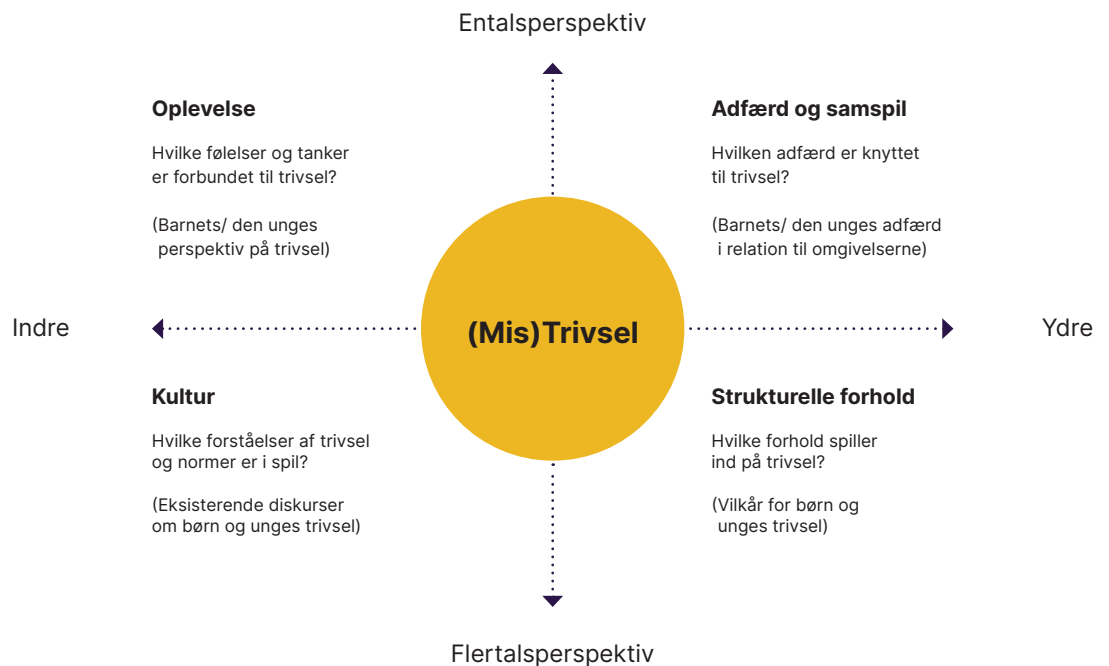 Entalsperspektiv
Oplevelse
Hvilke følelser og tanker
er forbundet til trivsel?
(Barnets/ den unges
perspektiv på trivsel)
Adfærd og samspil
Hvilken adfærd er knyttet
til trivsel?
(Barnets/ den unges adfærd
i relation til omgivelserne)
Indre
(Mis)Trivsel
Ydre
Kultur
Hvilke forståelser af trivsel
og normer er i spil?
(Eksisterende diskurser
om børn og unges trivsel)
Strukturelle forhold
Hvilke forhold spiller
ind på trivsel?
(Vilkår for børn og
unges trivsel)
Flertalsperspektiv